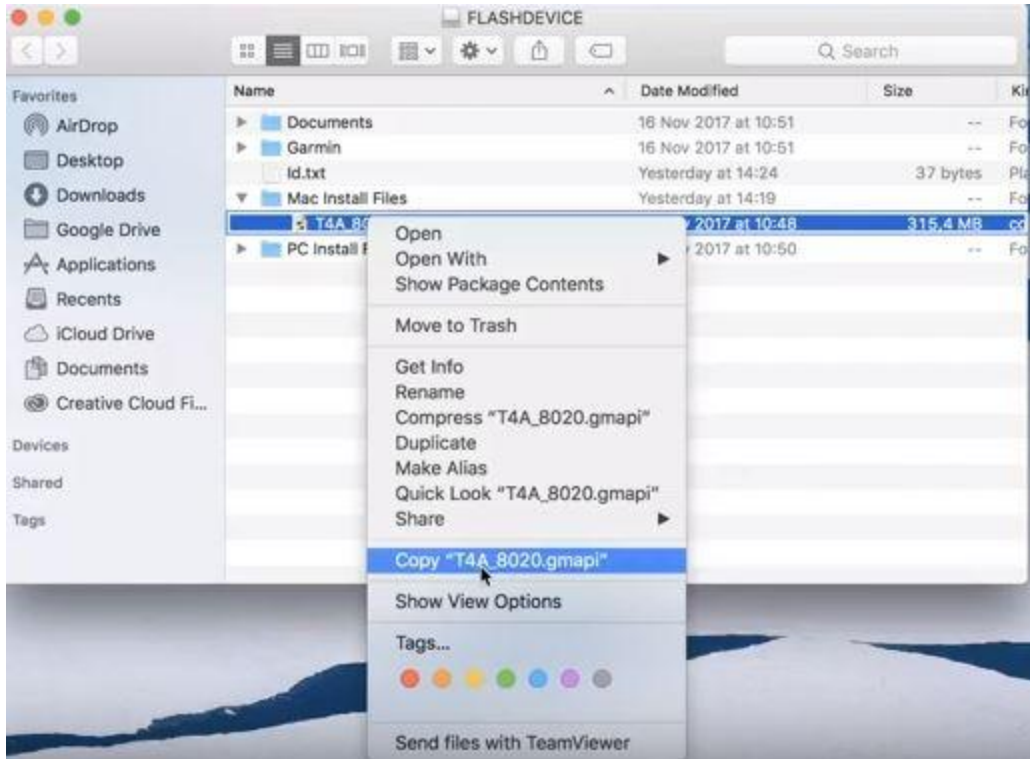 FLASHDEVICE
Search
Name Date Modified Size
Favorites
AirDrop
Desktop
Downloads
Google Drive
Applications
Recents
iCloud Drive
Documents
Creative Cloud Fi...
Devices
Shared
Tags
Documents 16 Nov 2017 at 10:51 --
Garmin 16 Nov 2017 at 10:51 --
Id.txt Yesterday at 14:24 37 bytes
Mac Install Files Yesterday at 14:19 --
2017 at 10:48 315,4 MB
PC Install 2017 at 10:50 --
Open
Open With
Show Package Contents
Move to Trash
Get Info
Rename
Compress "T4A_8020.gmapi"
Duplicate
Make Alias
Quick Look "T4A_8020.gmapi"
Share
Copy "T4A_8020.gmapi"
Show View Options
Tags...
Send files with TeamViewer